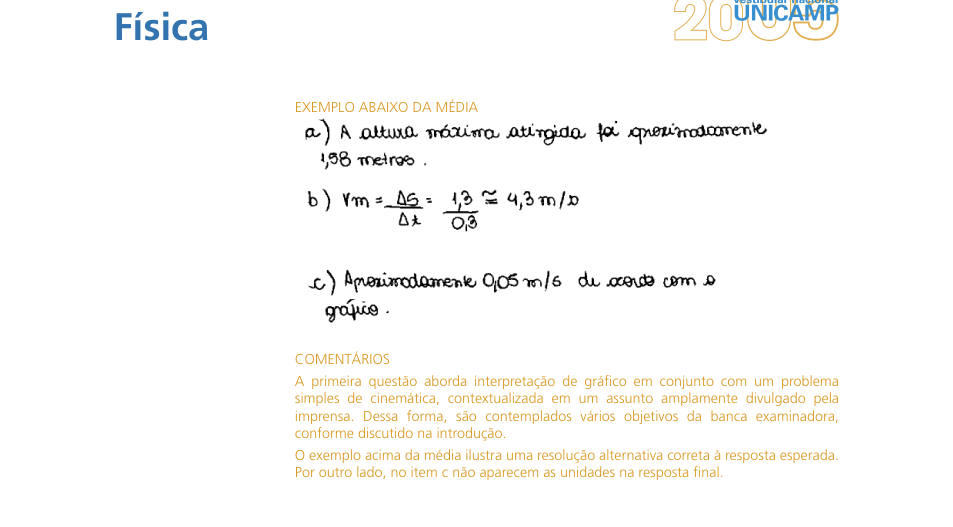 Física
vestibular nacional
UNICAMP
2005
EXEMPLO ABAIXO DA MÉDIA
a) A altura máxima atingida foi aproximadamente
1,98 metros.
b) Vm = ΔS/Δt = 1,3/0,3 ≅ 4,3 m/s
c) Aproximadamente 0,05 m/s de acordo com o
gráfico.
COMENTÁRIOS
A primeira questão aborda interpretação de gráfico em conjunto com um problema
simples de cinemática, contextualizada em um assunto amplamente divulgado pela
imprensa. Dessa forma, são contemplados vários objetivos da banca examinadora,
conforme discutido na introdução.
O exemplo acima da média ilustra uma resolução alternativa correta à resposta esperada.
Por outro lado, no item c não aparecem as unidades na resposta final.